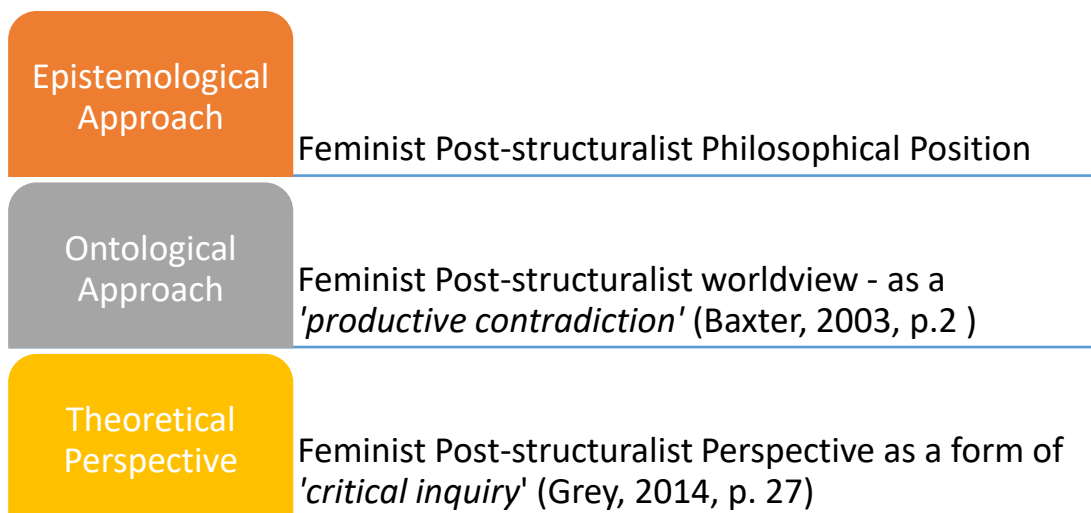 Epistemological
Approach
Feminist Post-structuralist Philosophical Position
Ontological
Approach
Feminist Post-structuralist worldview - as a
'productive contradiction' (Baxter, 2003, p.2 )
Theoretical
Perspective
Feminist Post-structuralist Perspective as a form of
'critical inquiry' (Grey, 2014, p. 27)